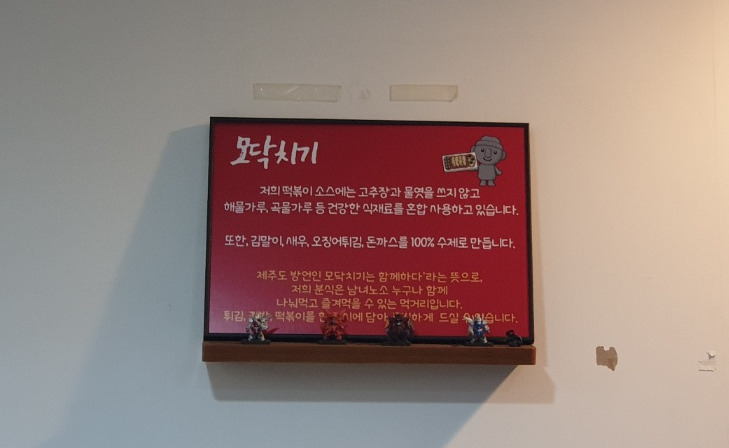 모닥치기
저희 떡볶이 소스에는 고추장과 물엿을 쓰지 않고
해물가루, 곡물가루 등 건강한 식재료를 혼합 사용하고 있습니다.
또한, 김말이, 새우, 오징어튀김, 돈까스를 100% 수제로 만듭니다.
제주도 방언인 모닥치기는 함께하다'라는 뜻으로,
저희 분식은 남녀노소 누구나 함께
나눠먹고 즐겨먹을 수 있는 먹거리입니다.
튀김, 떡볶이를 담아 드실 수 있습니다.